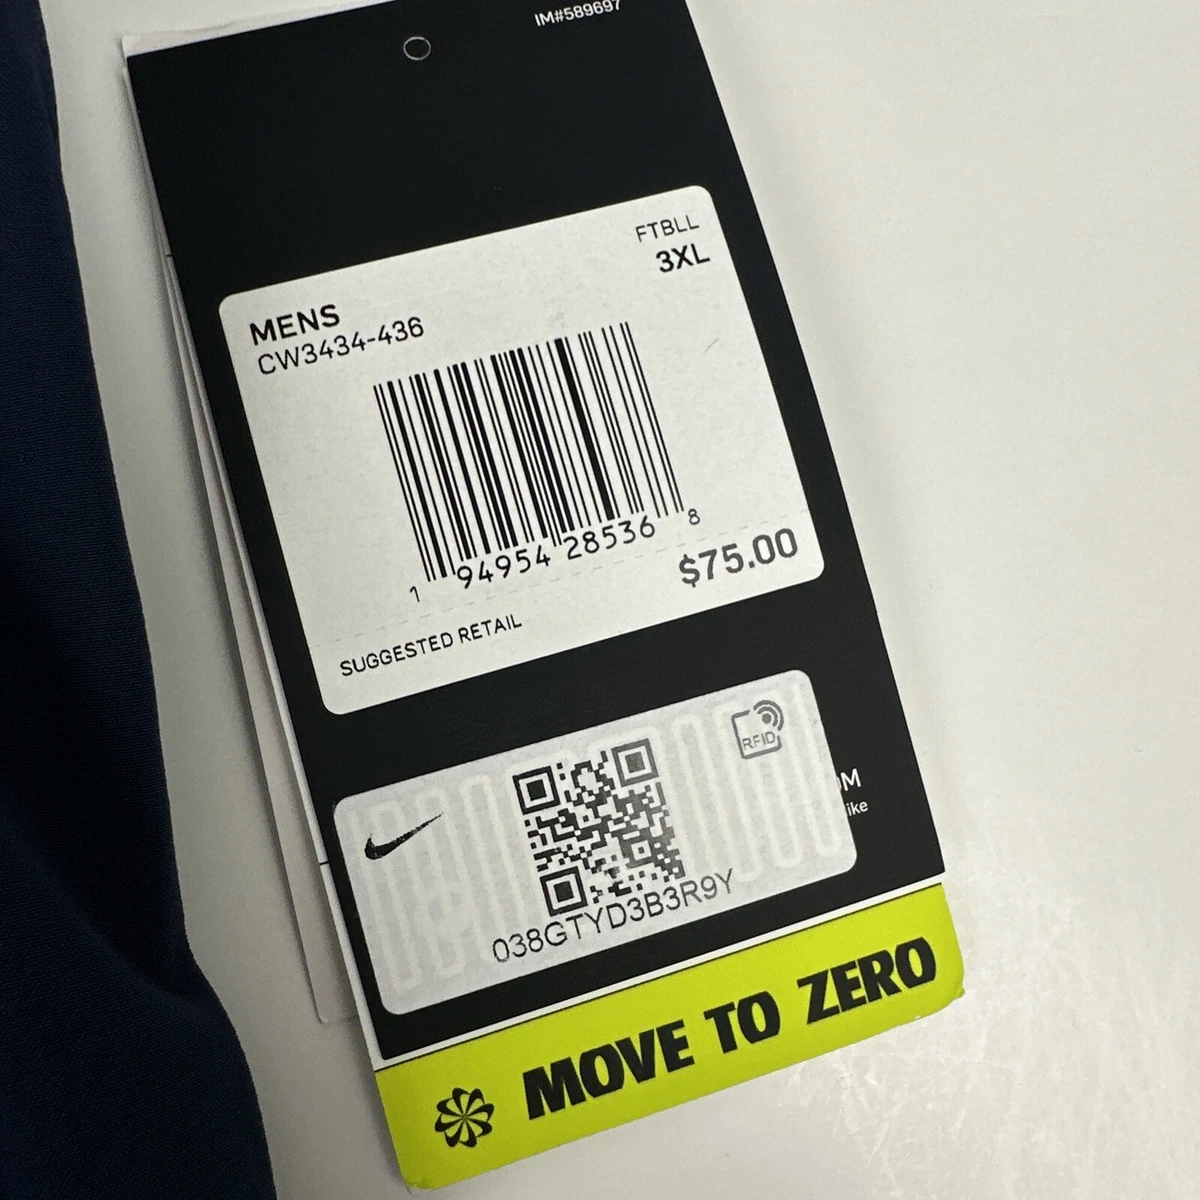 IM#589697
FTBLL
3XL
MENS
CW3434-436
1 94954 28536 8
$75.00
SUGGESTED RETAIL
RFID
M
ike
038GTYD3B3R9Y
MOVE TO ZERO